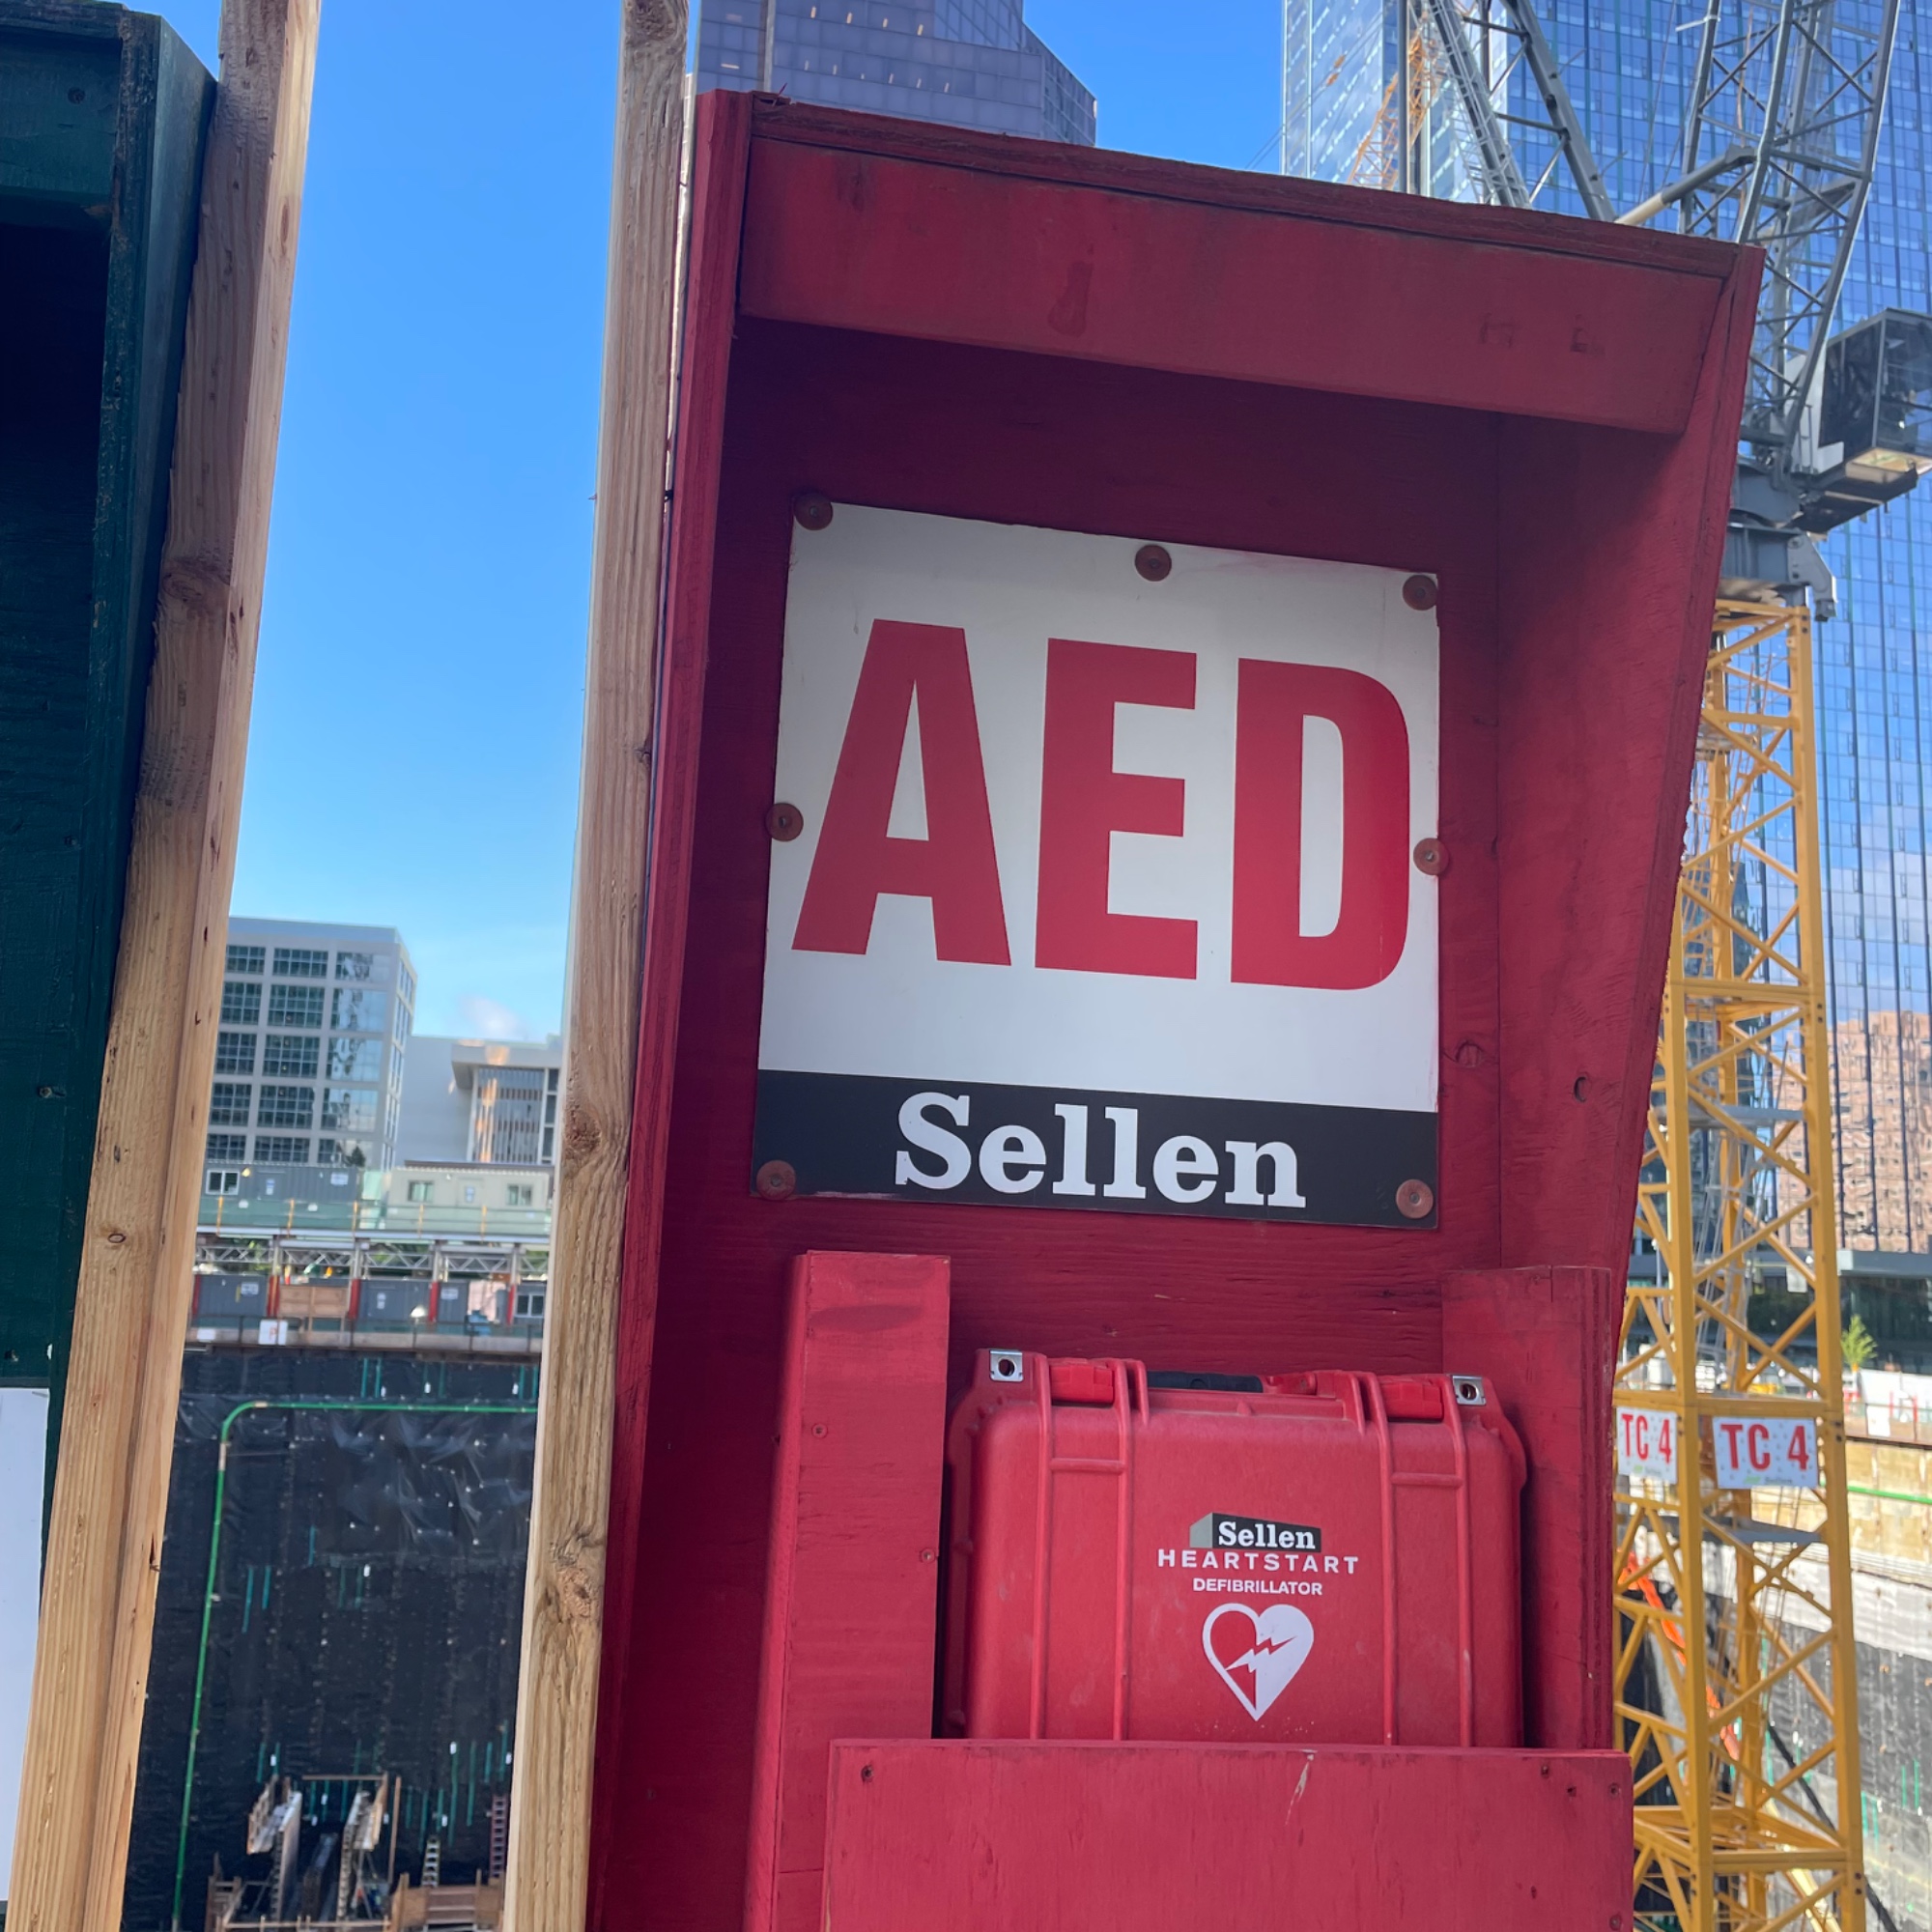 AED
Sellen
Sellen
HEARTSTART
DEFIBRILLATOR
TC 4
TC 4